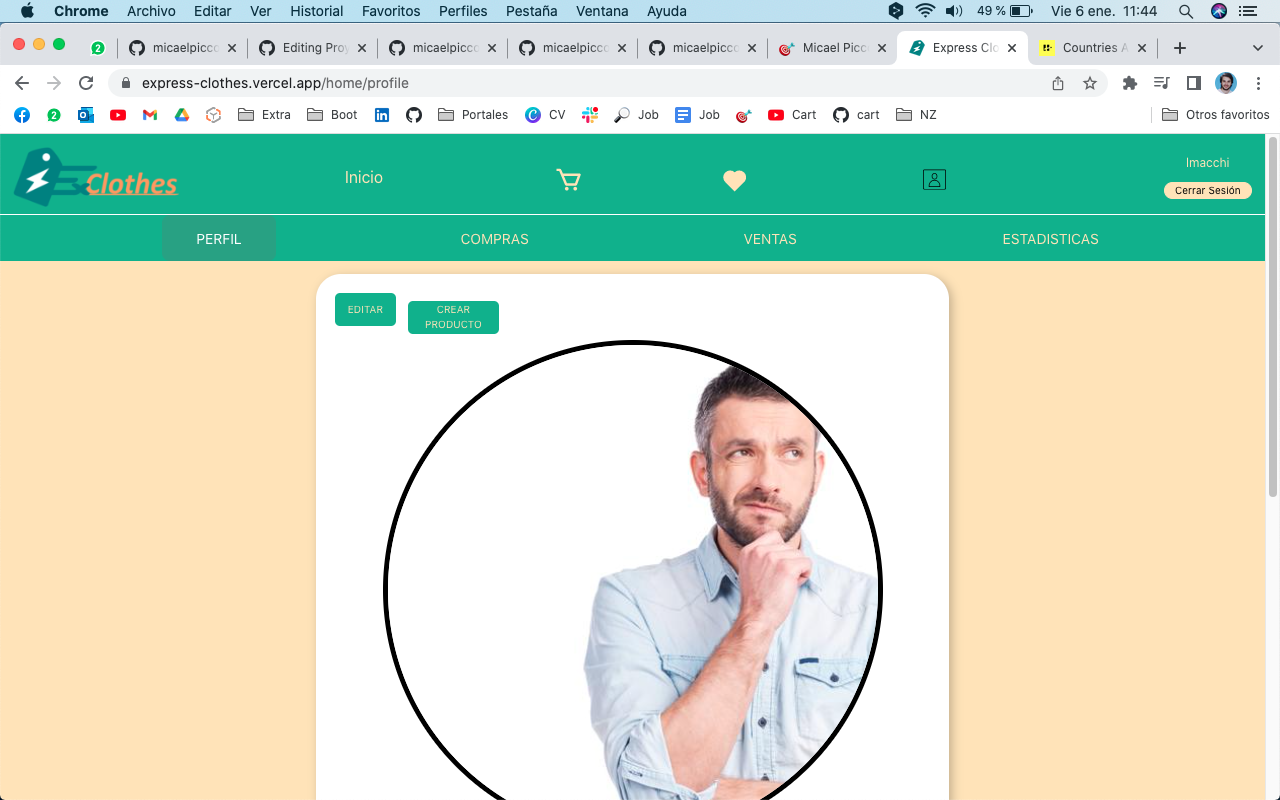 Chrome Archivo Editar Ver Historial Favoritos Perfiles Pestaña Ventana Ayuda 49 % Vie 6 ene. 11:44
2 micaelpicco Editing Proy micaelpicco micaelpicco micaelpicco Micael Picc Express Clo Countries A
express-clothes.vercel.app/home/profile
2 Extra Boot Portales CV Job Job Cart cart NZ Otros favoritos
Clothes Inicio lmacchi
Cerrar Sesión
PERFIL COMPRAS VENTAS ESTADISTICAS
EDITAR CREAR
PRODUCTO